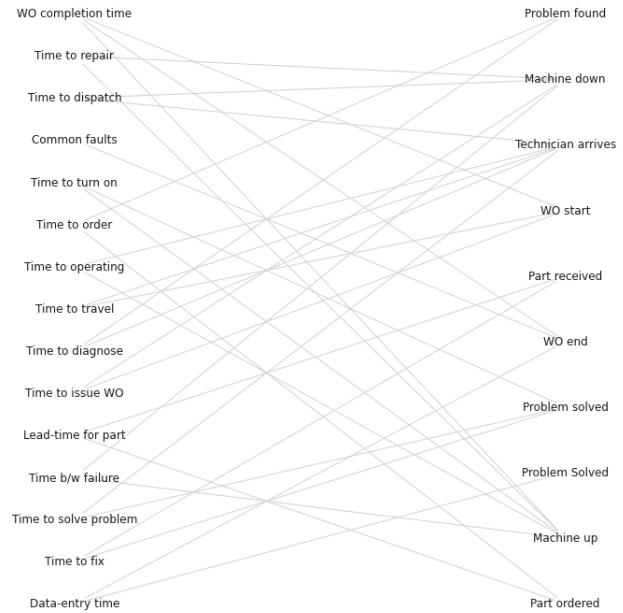 WO completion time
Time to repair
Time to dispatch
Common faults
Time to turn on
Time to order
Time to operating
Time to travel
Time to diagnose
Time to issue WO
Lead-time for part
Time b/w failure
Time to solve problem
Time to fix
Data-entry time
Problem found
Machine down
Technician arrives
WO start
Part received
WO end
Problem solved
Problem Solved
Machine up
Part ordered